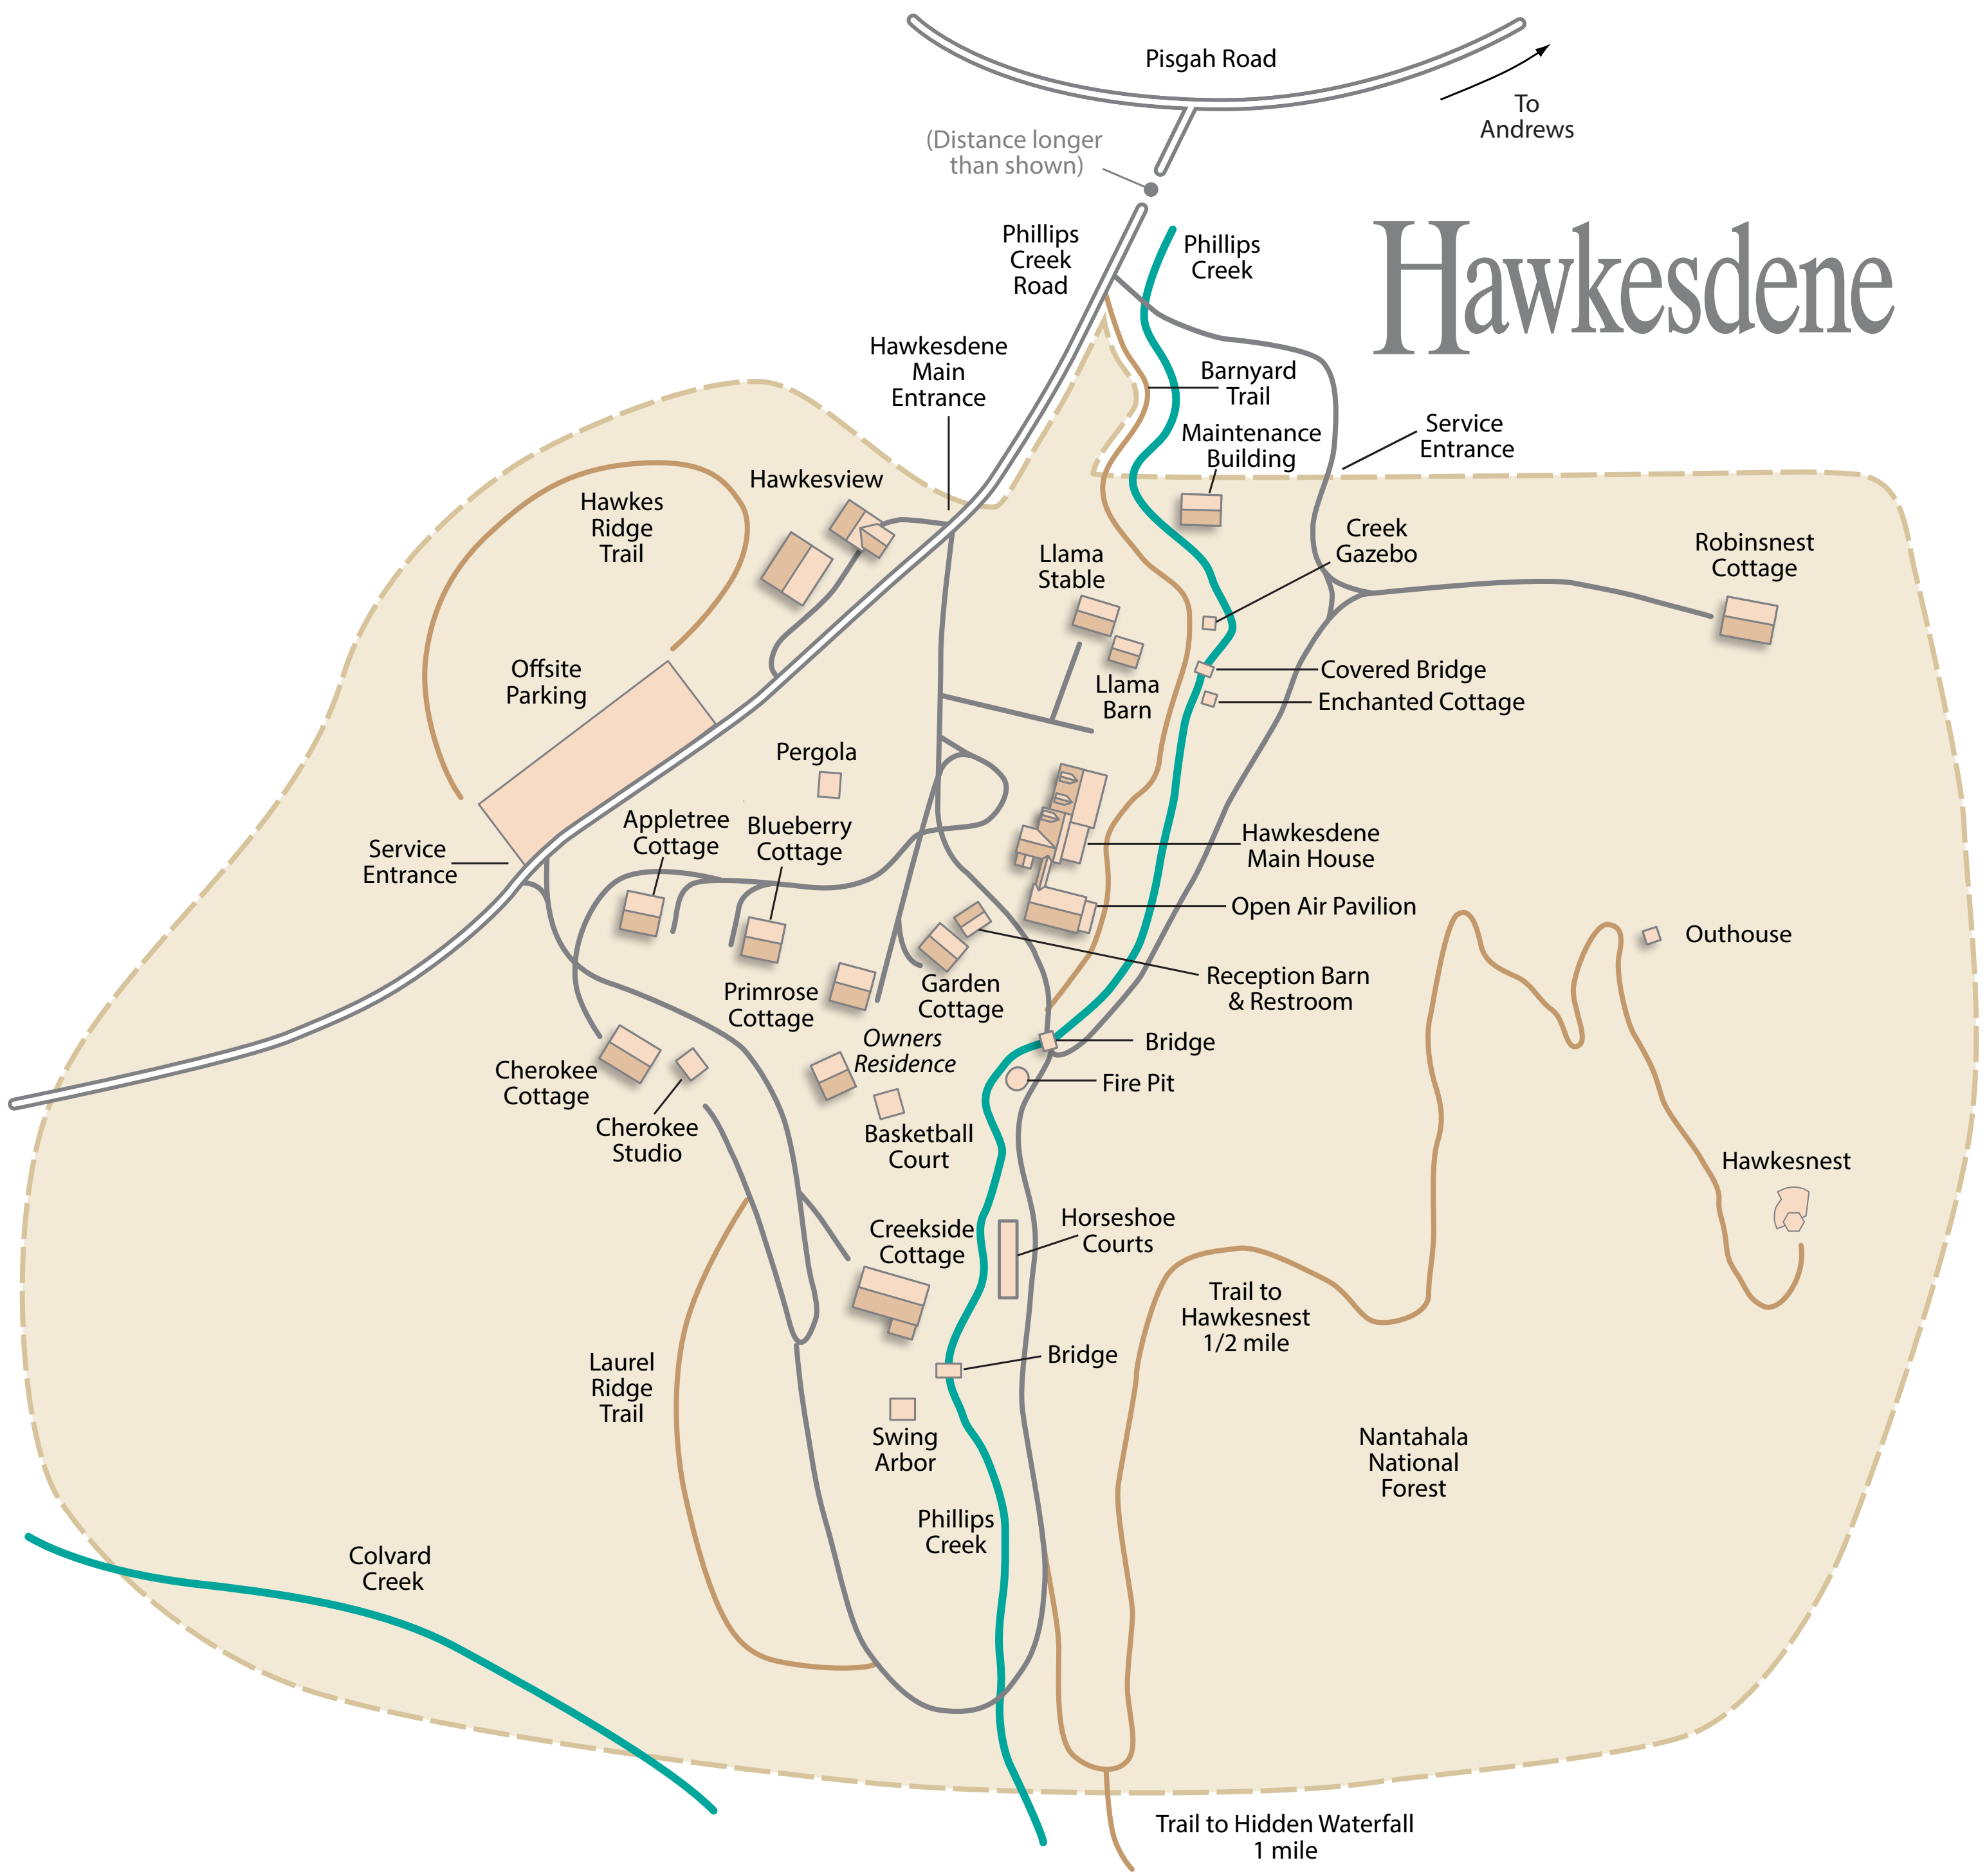 Pisgah Road
To
Andrews
(Distance longer
than shown)
Hawkesdene
Phillips
Creek
Road
Phillips
Creek
Hawkesdene
Main
Entrance
Barnyard
Trail
Service
Entrance
Maintenance
Building
Hawkesview
Hawkes
Ridge
Trail
Creek
Gazebo
Robinsnest
Cottage
Llama
Stable
Offsite
Parking
Covered Bridge
Llama
Barn
Enchanted Cottage
Pergola
Appletree
Cottage
Blueberry
Cottage
Hawkesdene
Main House
Service
Entrance
Open Air Pavilion
Outhouse
Reception Barn
& Restroom
Garden
Cottage
Primrose
Cottage
Owners
Residence
Bridge
Cherokee
Cottage
Fire Pit
Cherokee
Studio
Basketball
Court
Hawkesnest
Creekside
Cottage
Horseshoe
Courts
Trail to
Hawkesnest
1/2 mile
Bridge
Laurel
Ridge
Trail
Swing
Arbor
Nantahala
National
Forest
Phillips
Creek
Colvard
Creek
Trail to Hidden Waterfall
1 mile